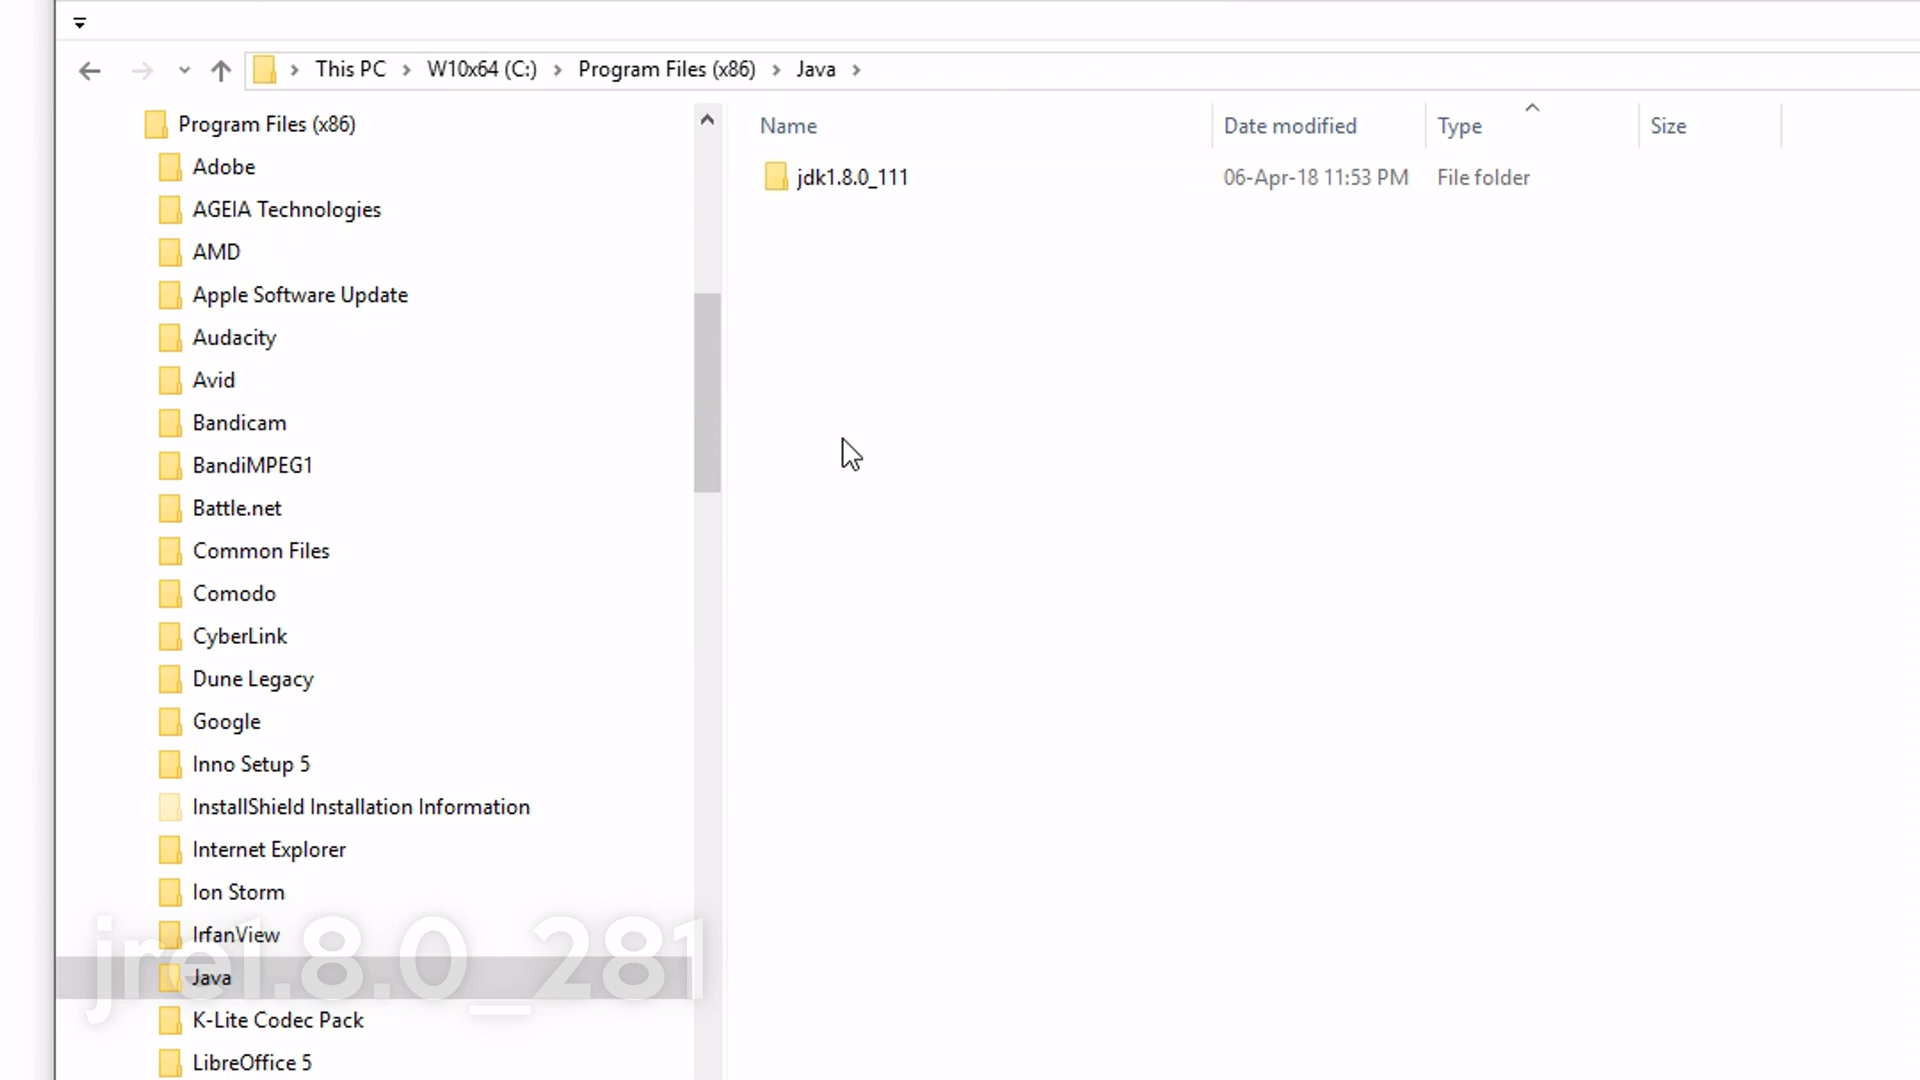 This PC > W10x64 (C:) > Program Files (x86) > Java >
Program Files (x86)
Adobe
AGEIA Technologies
AMD
Apple Software Update
Audacity
Avid
Bandicam
BandiMPEG1
Battle.net
Common Files
Comodo
CyberLink
Dune Legacy
Google
Inno Setup 5
InstallShield Installation Information
Internet Explorer
Ion Storm
IrfanView
Java
K-Lite Codec Pack
LibreOffice 5
Name Date modified Type Size
jdk1.8.0_111 06-Apr-18 11:53 PM File folder
jre1.8.0_281